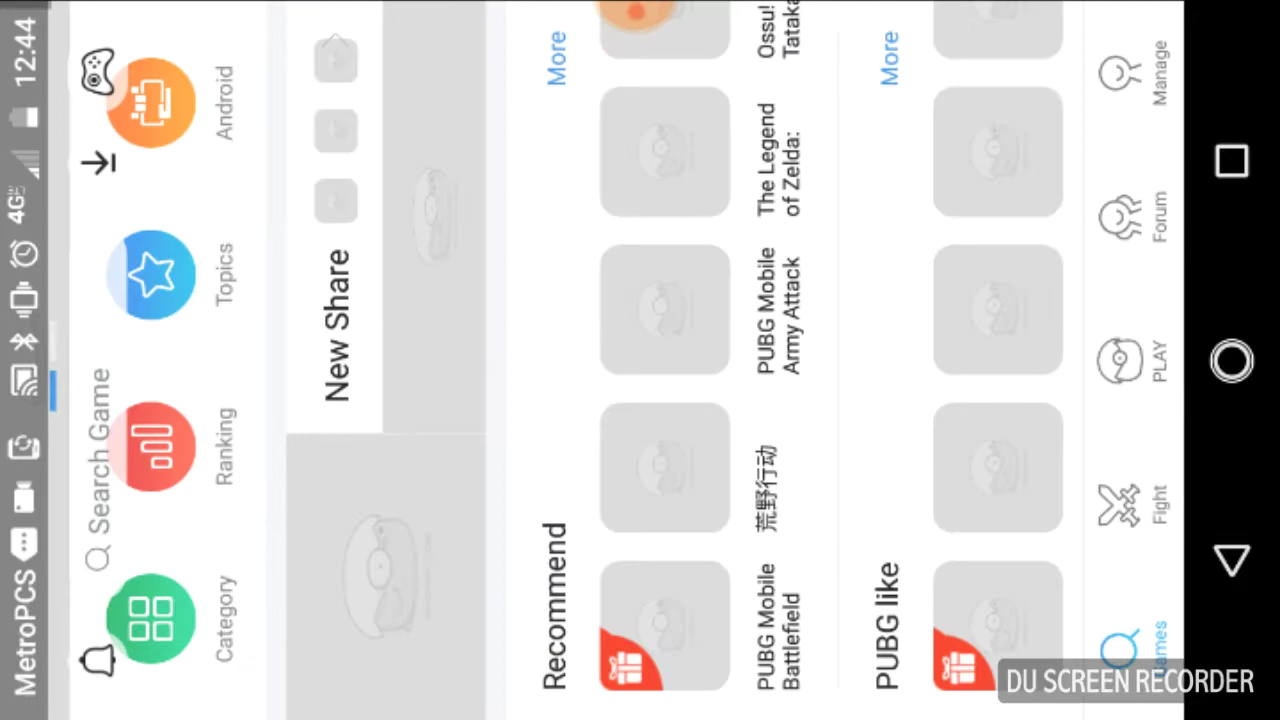 MetroPCS
4G
12:44
Search Game
Category
Ranking
Topics
Android
New Share
Recommend
More
PUBG Mobile
Battlefield
荒野行动
PUBG Mobile
Army Attack
The Legend
of Zelda:
Ossu!
Tataka
PUBG like
More
Games
Fight
PLAY
Forum
Manage
DU SCREEN RECORDER